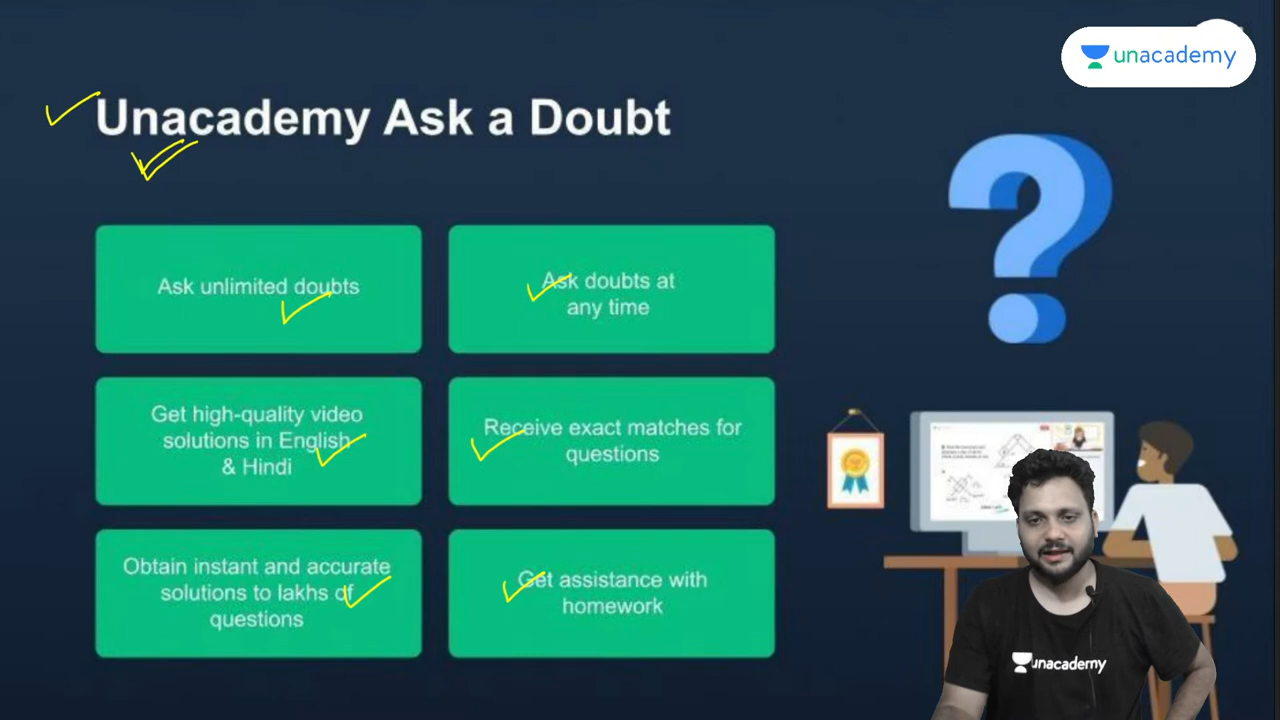 unacademy
Unacademy Ask a Doubt
Ask unlimited doubts
Ask doubts at
any time
Get high-quality video
solutions in English
& Hindi
Receive exact matches for
questions
Obtain instant and accurate
solutions to lakhs of
questions
Get assistance with
homework
unacademy